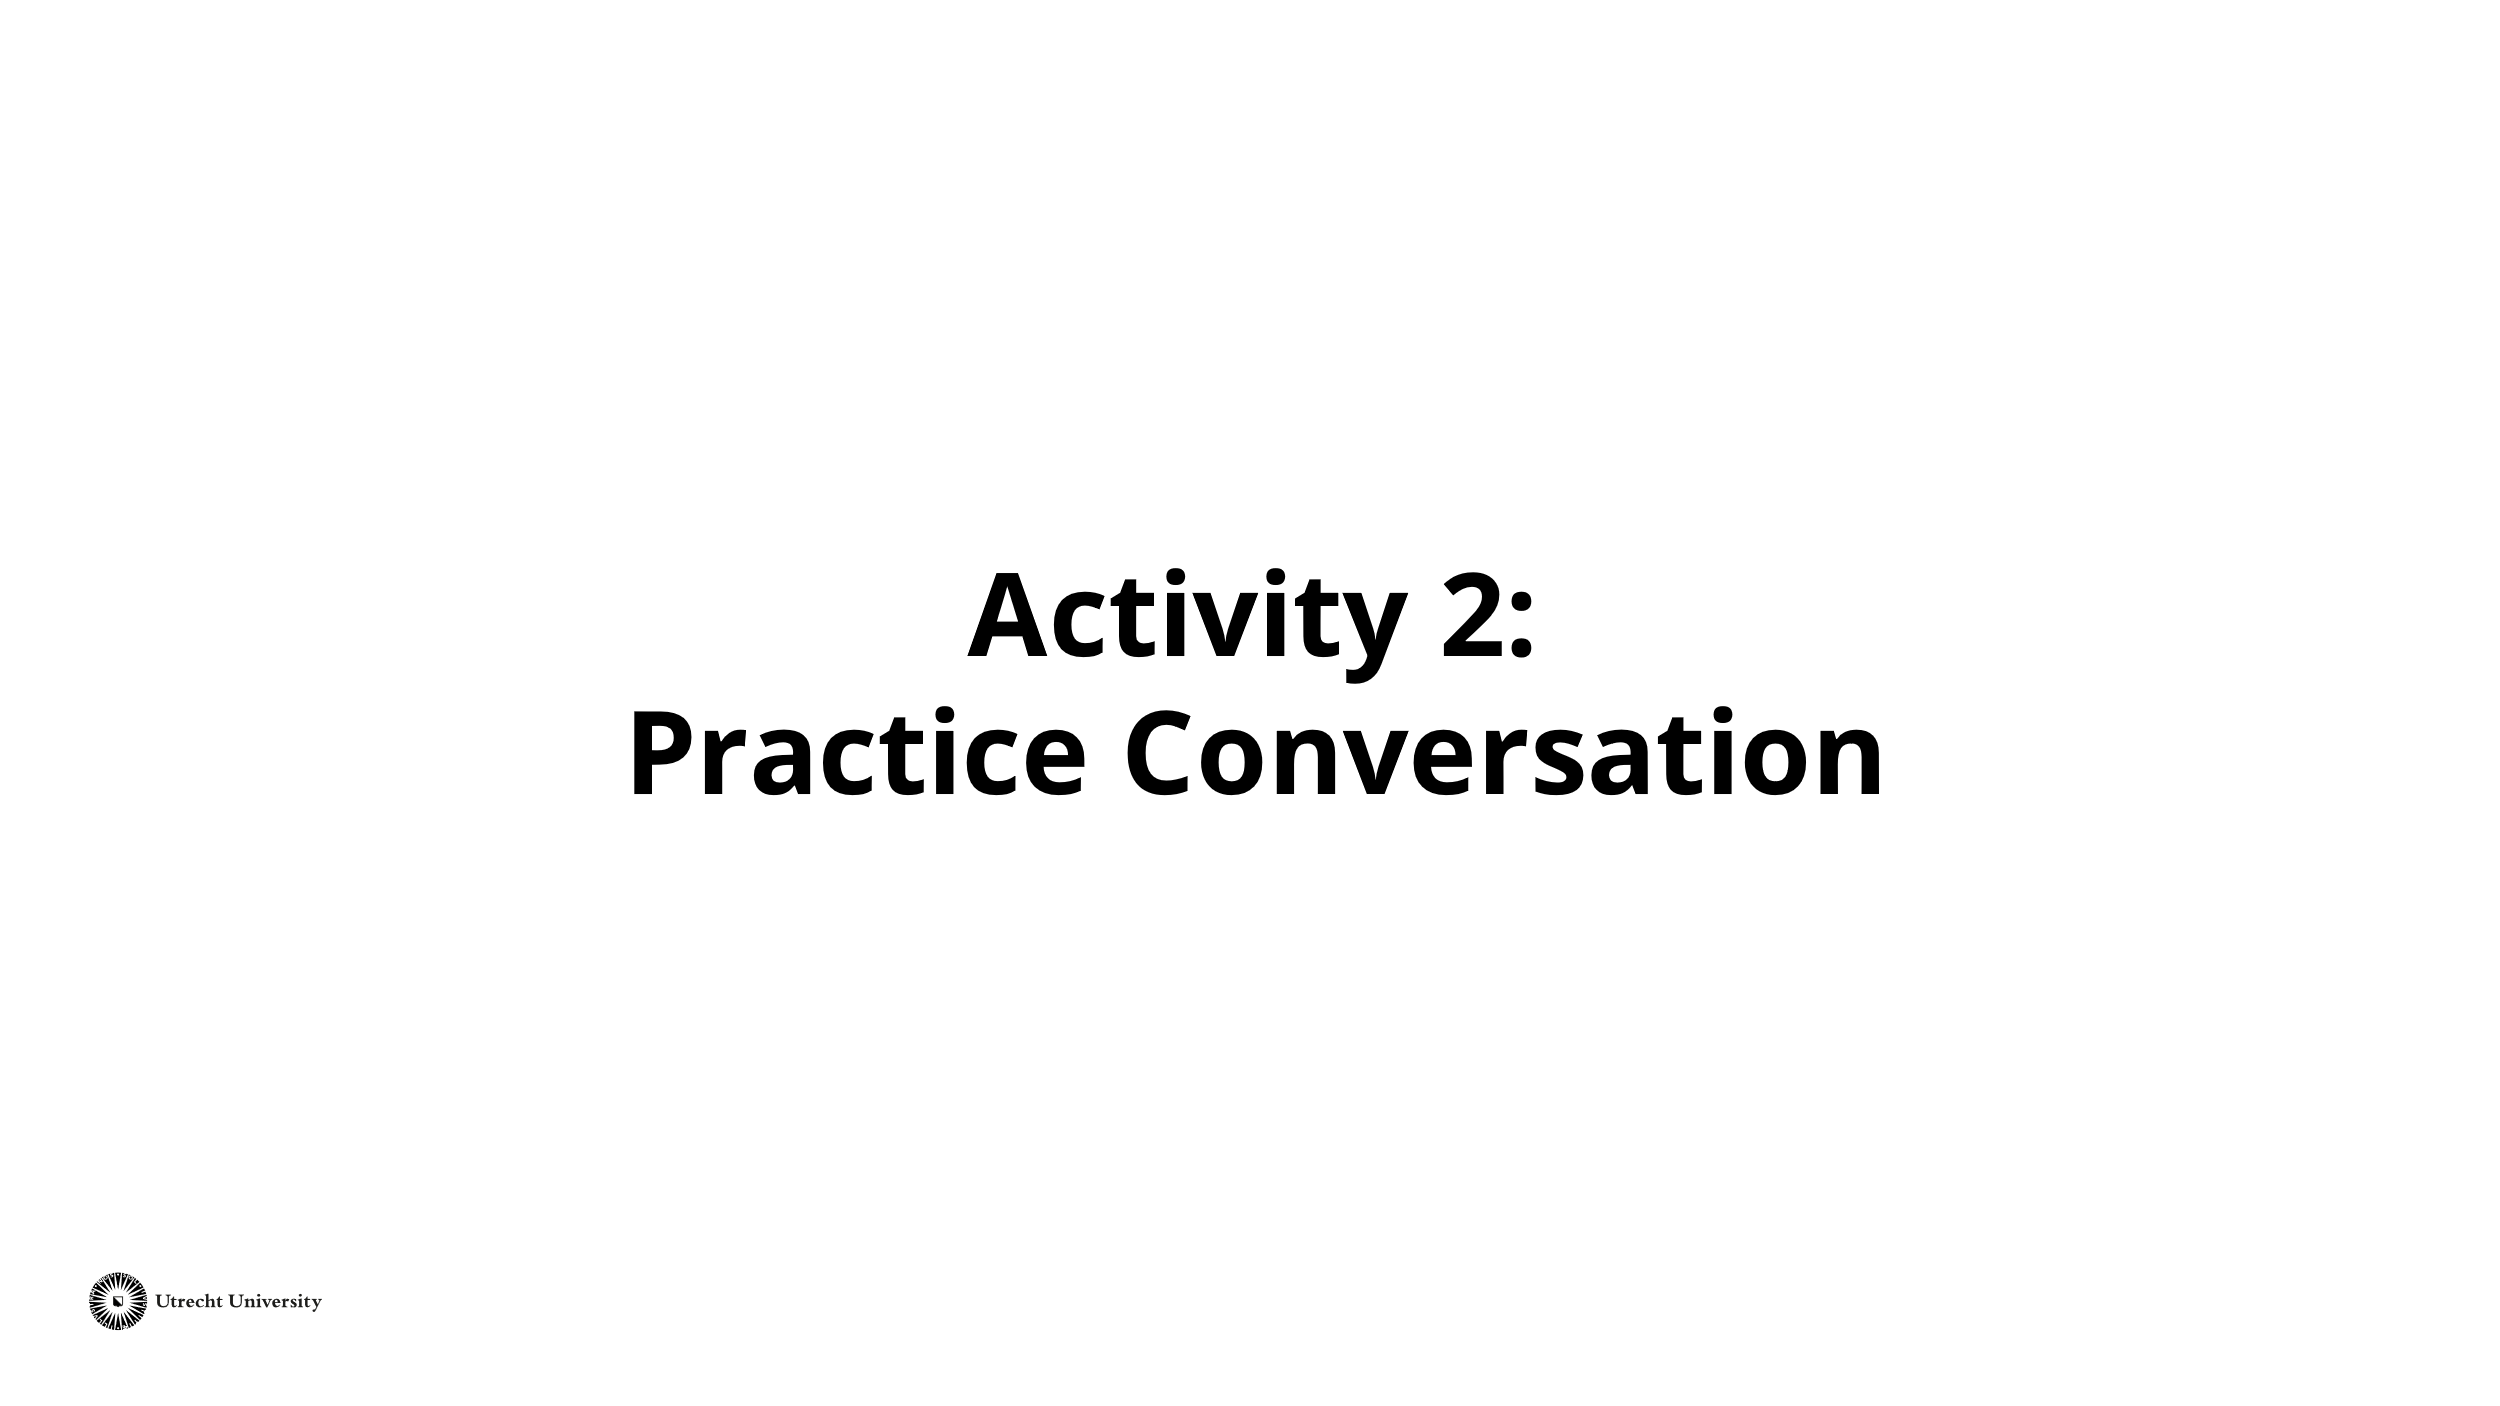 Activity 2:
Practice Conversation
Utrecht University